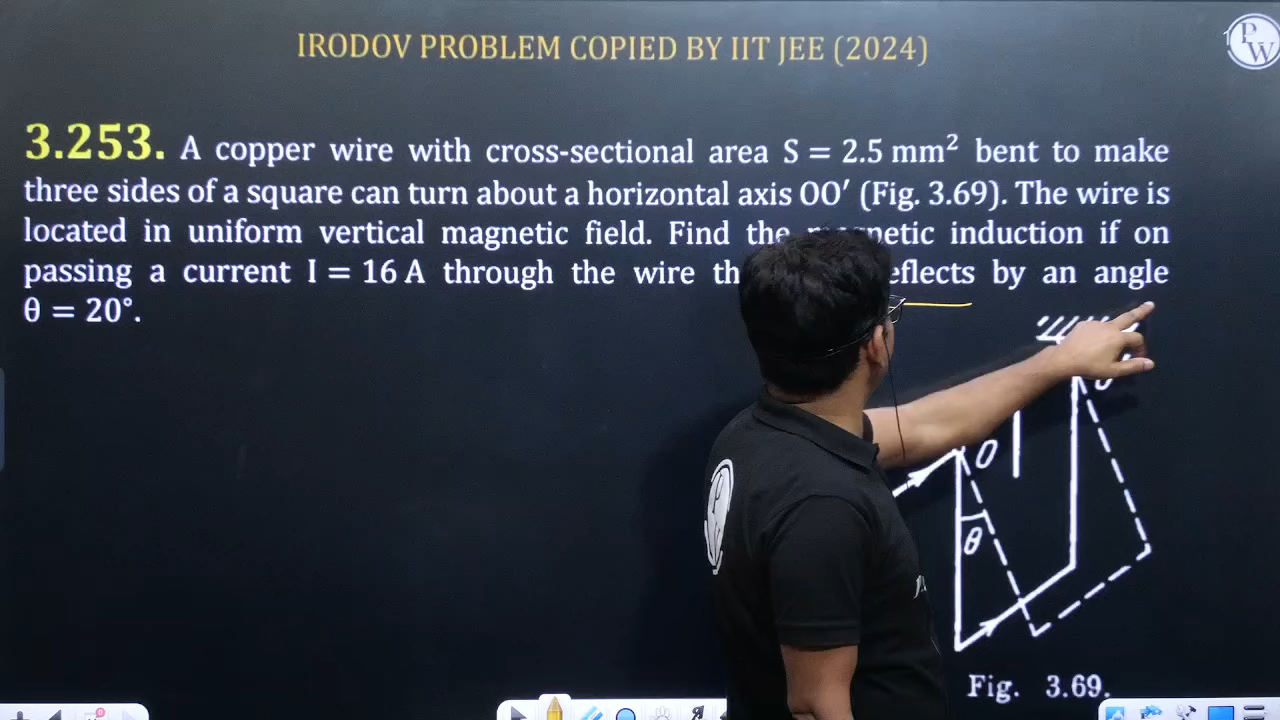 IRODOV PROBLEM COPIED BY IIT JEE (2024)
PW
3.253. A copper wire with cross-sectional area S = 2.5 mm² bent to make
three sides of a square can turn about a horizontal axis OO′ (Fig. 3.69). The wire is
located in uniform vertical magnetic field. Find the magnetic induction if on
passing a current I = 16 A through the wire eflects by an angle
θ = 20°.
O
θ
Fig. 3.69.